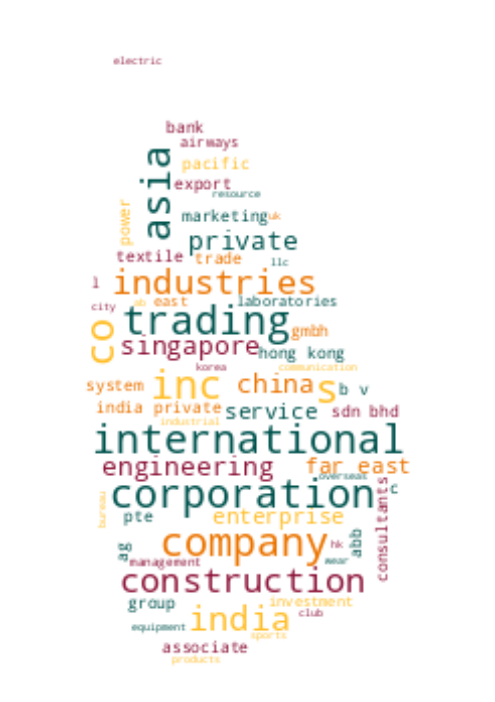 electric
bank
airways
asia
pacific
export
resource
power
marketing uk
private
textile trade
llc
l industries
city ab east laboratories
co trading gmbh
singapore hong kong
korea communication
system inc china s b v
india private service sdn bhd
industrial
international
engineering far east
overseas
corporation c
bureau pte enterprise consultants
ag company hk abb
management wear
construction
group investment
india club
equipment sports
associate
products